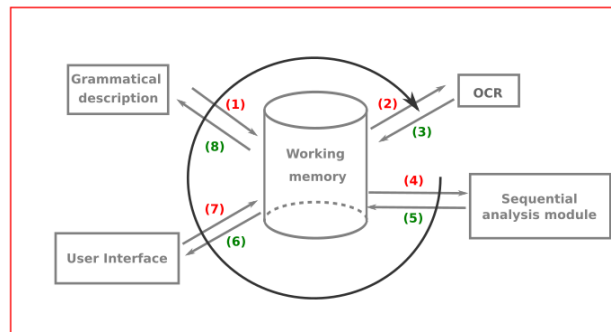 Grammatical
description
(1)
(8)
(2)
(3)
OCR
Working
memory
(4)
(5)
Sequential
analysis module
(7)
(6)
User Interface